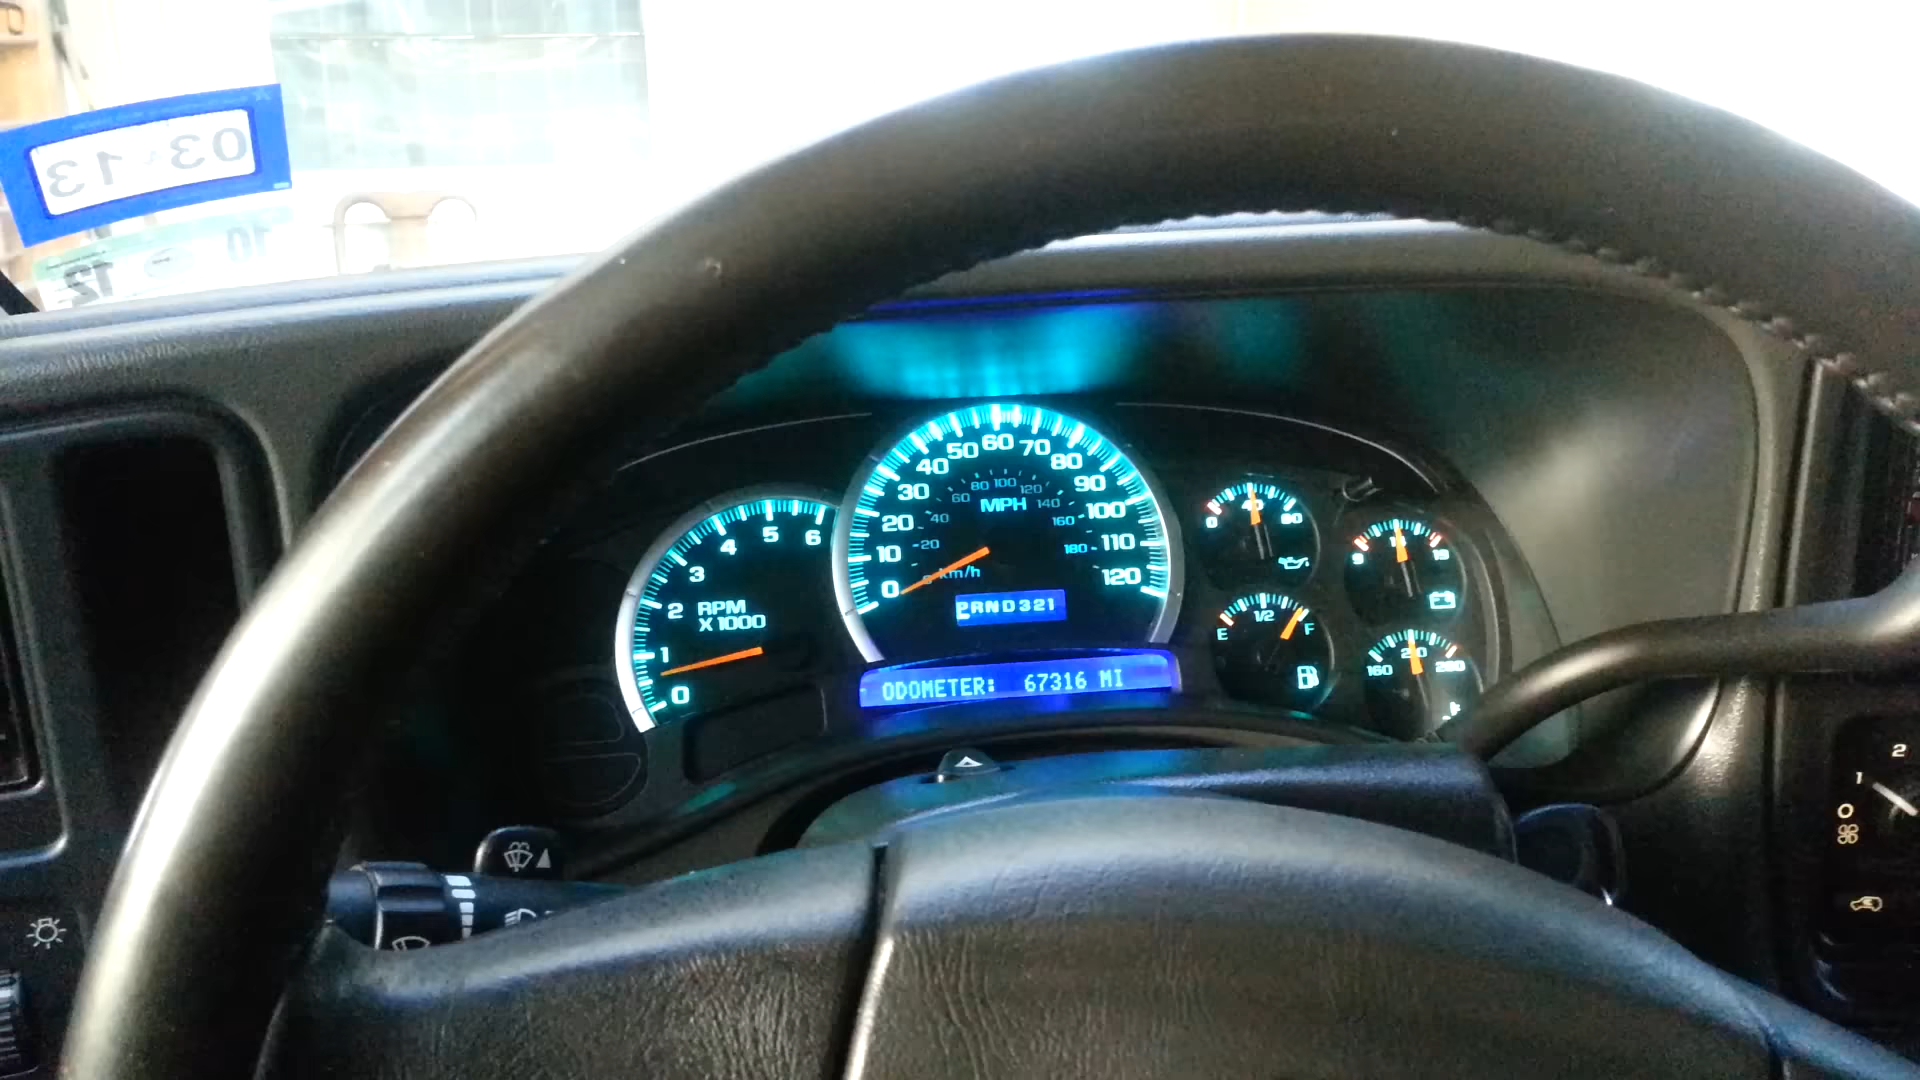 03 13
10
12
0 1 2 3 4 5 6
RPM
X1000
0 10 20 30 40 50 60 70 80 90 100 110 120
20 40 60 80 100 120 140 160 180
MPH
km/h
PRND321
ODOMETER: 67316 MI
0 40 80
9 19
E 1/2 F
160 210 260
0 1 2